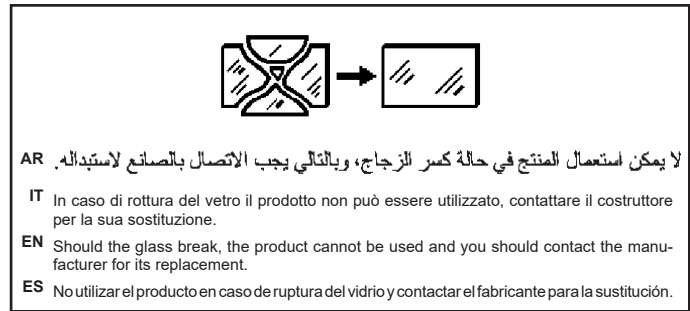 AR لا يمكن استعمال المنتج في حالة كسر الزجاج، وبالتالي يجب الاتصال بالصانع لاستبداله.
IT In caso di rottura del vetro il prodotto non può essere utilizzato, contattare il costruttore
per la sua sostituzione.
EN Should the glass break, the product cannot be used and you should contact the manu-
facturer for its replacement.
ES No utilizar el producto en caso de ruptura del vidrio y contactar el fabricante para la sustitución.